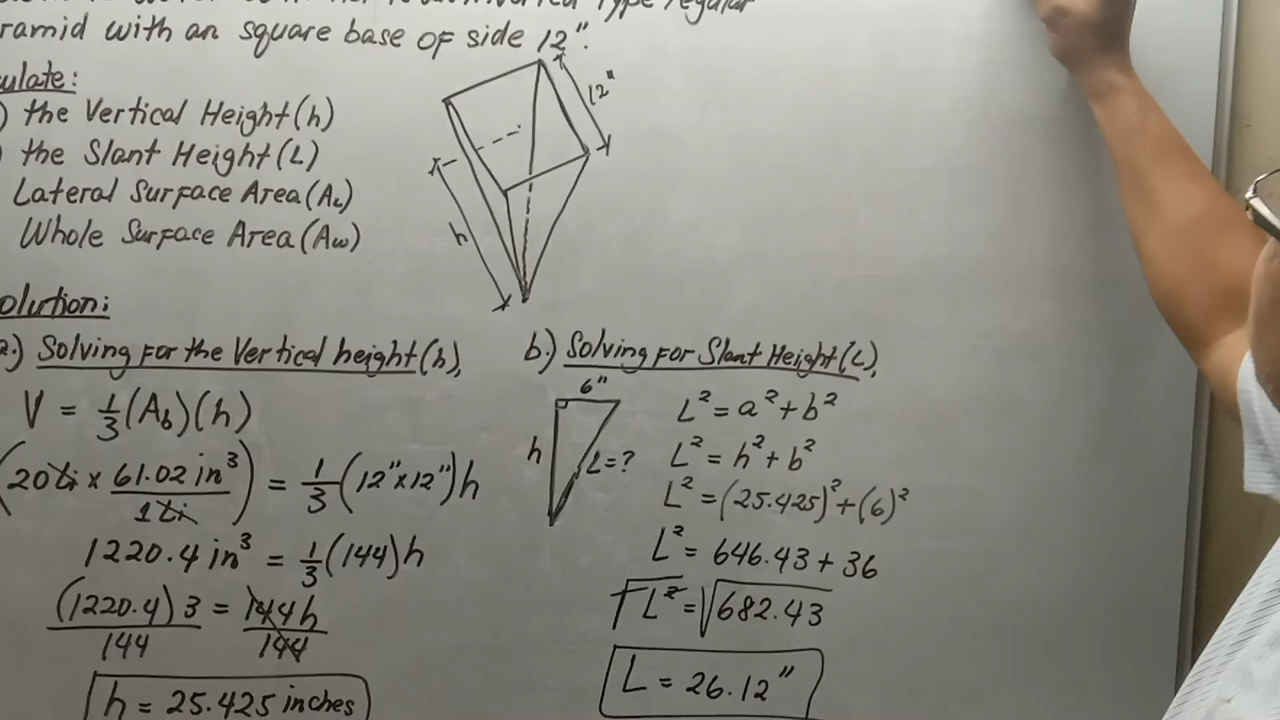 ramid with an square base of side 12".
ulate:
) the Vertical Height (h)
) the Slant Height (L)
Lateral Surface Area (AL)
Whole Surface Area (Aw)
12"
h
olution:
a.) Solving for the Vertical height (h),
V = 1/3 (Ab)(h)
(20 Li x 61.02 in³ / 1 Li) = 1/3 (12" x 12") h
1220.4 in³ = 1/3 (144) h
(1220.4) 3 / 144 = 144 h / 144
h = 25.425 inches
b.) Solving for Slant Height (L),
6"
h
L = ?
L² = a² + b²
L² = h² + b²
L² = (25.425)² + (6)²
L² = 646.43 + 36
√L² = √682.43
L = 26.12"